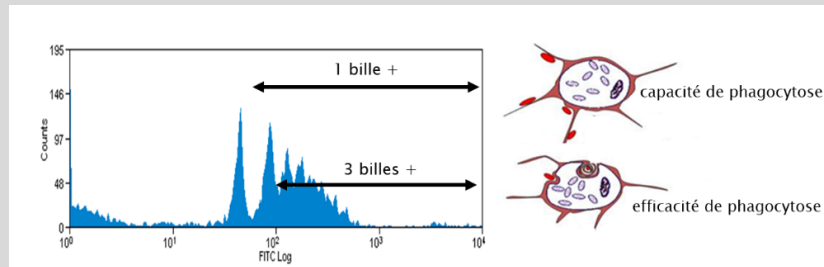 195
146
97
48
0
Counts
10⁰
10¹
10²
10³
10⁴
FITC Log
1 bille +
3 billes +
capacité de phagocytose
efficacité de phagocytose